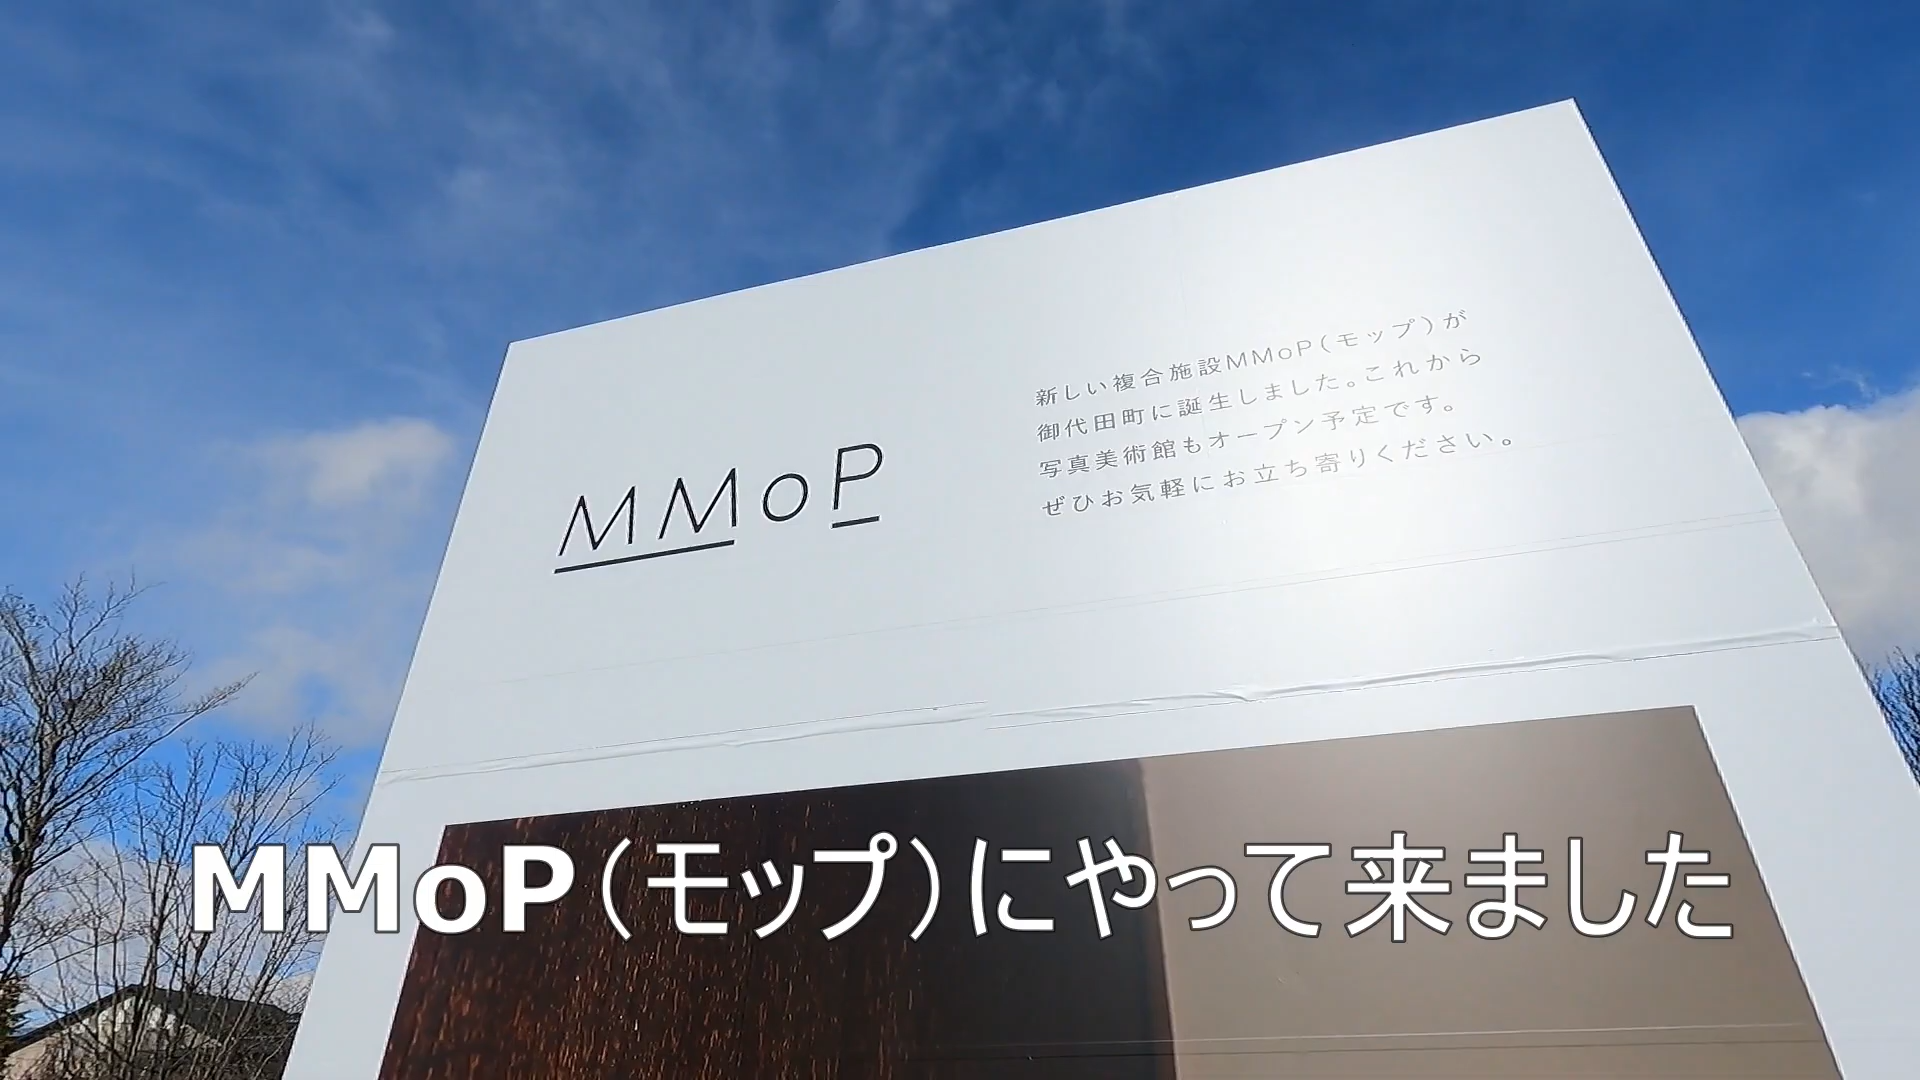 MMoP
新しい複合施設MMoP(モップ)が
御代田町に誕生しました。これから
写真美術館もオープン予定です。
ぜひお気軽にお立ち寄りください。
MMoP(モップ)にやって来ました